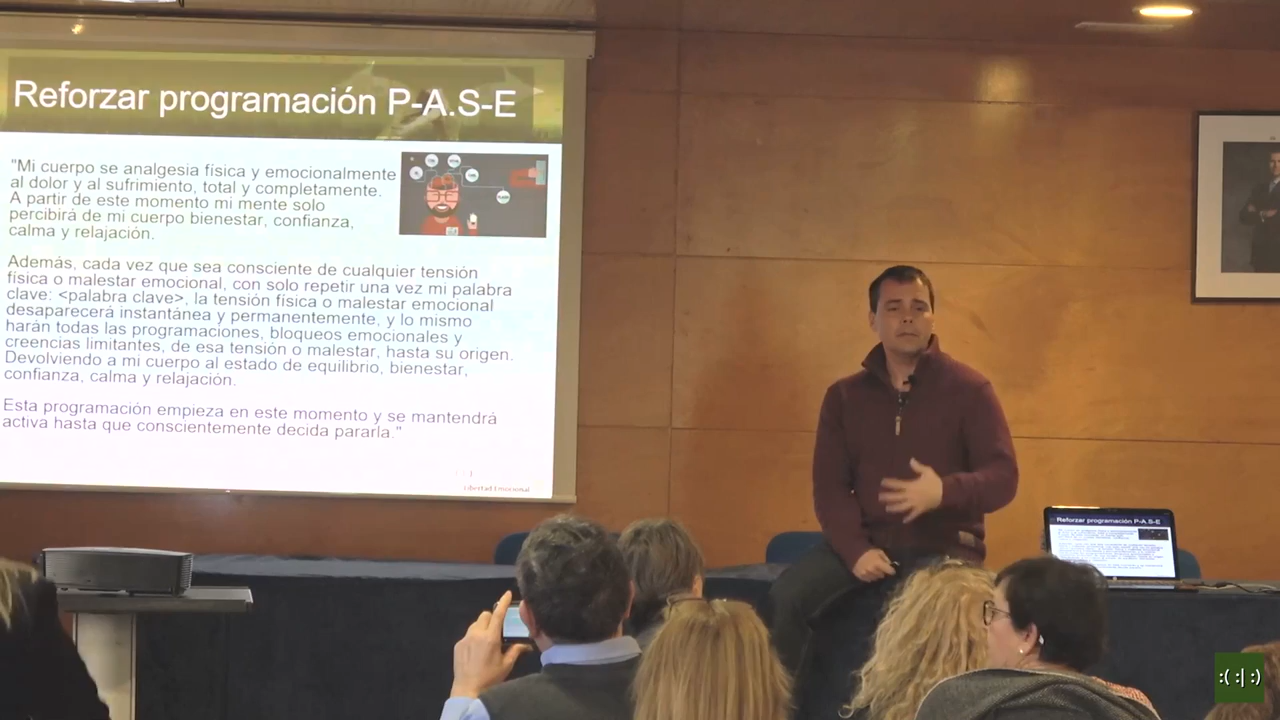 Reforzar programación P-A.S-E
"Mi cuerpo se analgesia física y emocionalmente
al dolor y al sufrimiento, total y completamente.
A partir de este momento mi mente solo
percibirá de mi cuerpo bienestar, confianza,
calma y relajación.
Además, cada vez que sea consciente de cualquier tensión
física o malestar emocional, con solo repetir una vez mi palabra
clave: <palabra clave>, la tensión física o malestar emocional
desaparecerá instantánea y permanentemente, y lo mismo
harán todas las programaciones, bloqueos emocionales y
creencias limitantes, de esa tensión o malestar, hasta su origen.
Devolviendo a mi cuerpo al estado de equilibrio, bienestar,
confianza, calma y relajación.
Esta programación empieza en este momento y se mantendrá
activa hasta que conscientemente decida pararla."
Libertad Emocional
Reforzar programación P-A.S-E
:( :| :)